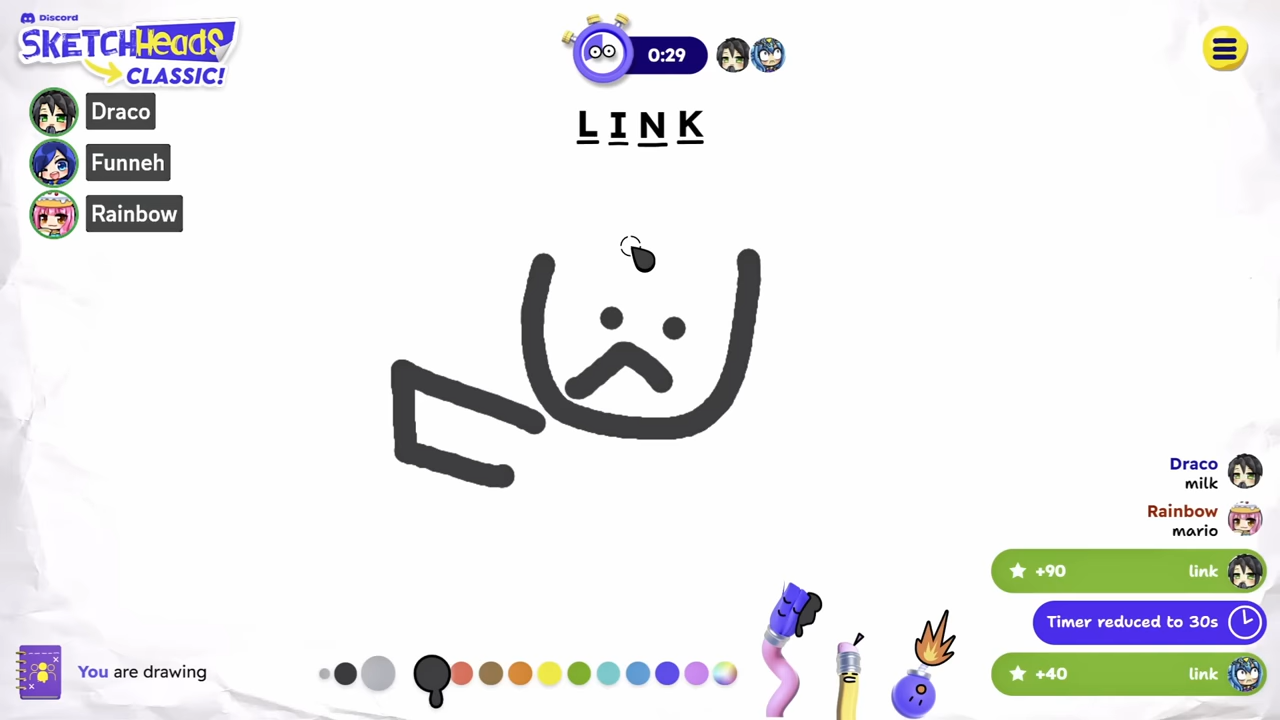 Discord
SKETCHHeadS
CLASSIC!
0:29
LINK
Draco
Funneh
Rainbow
Draco
milk
Rainbow
mario
+90 link
Timer reduced to 30s
+40 link
You are drawing